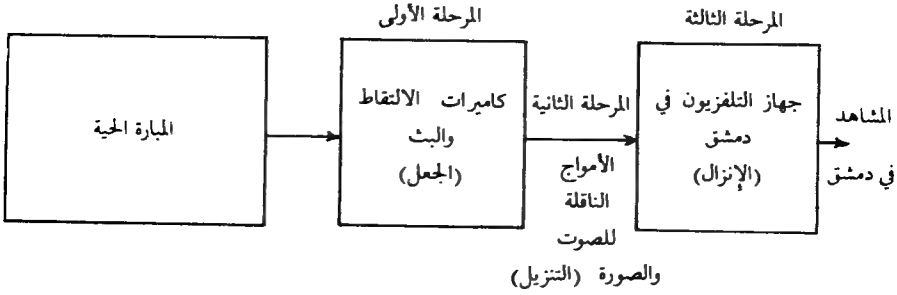 المرحلة الأولى
المرحلة الثالثة
المبارة الحية
كاميرات الالتقاط
والبث
(الجعل)
المرحلة الثانية
الأمواج
الناقلة
للصوت
والصورة (التنزيل)
جهاز التلفزيون في
دمشق
(الإنزال)
المشاهد
في دمشق